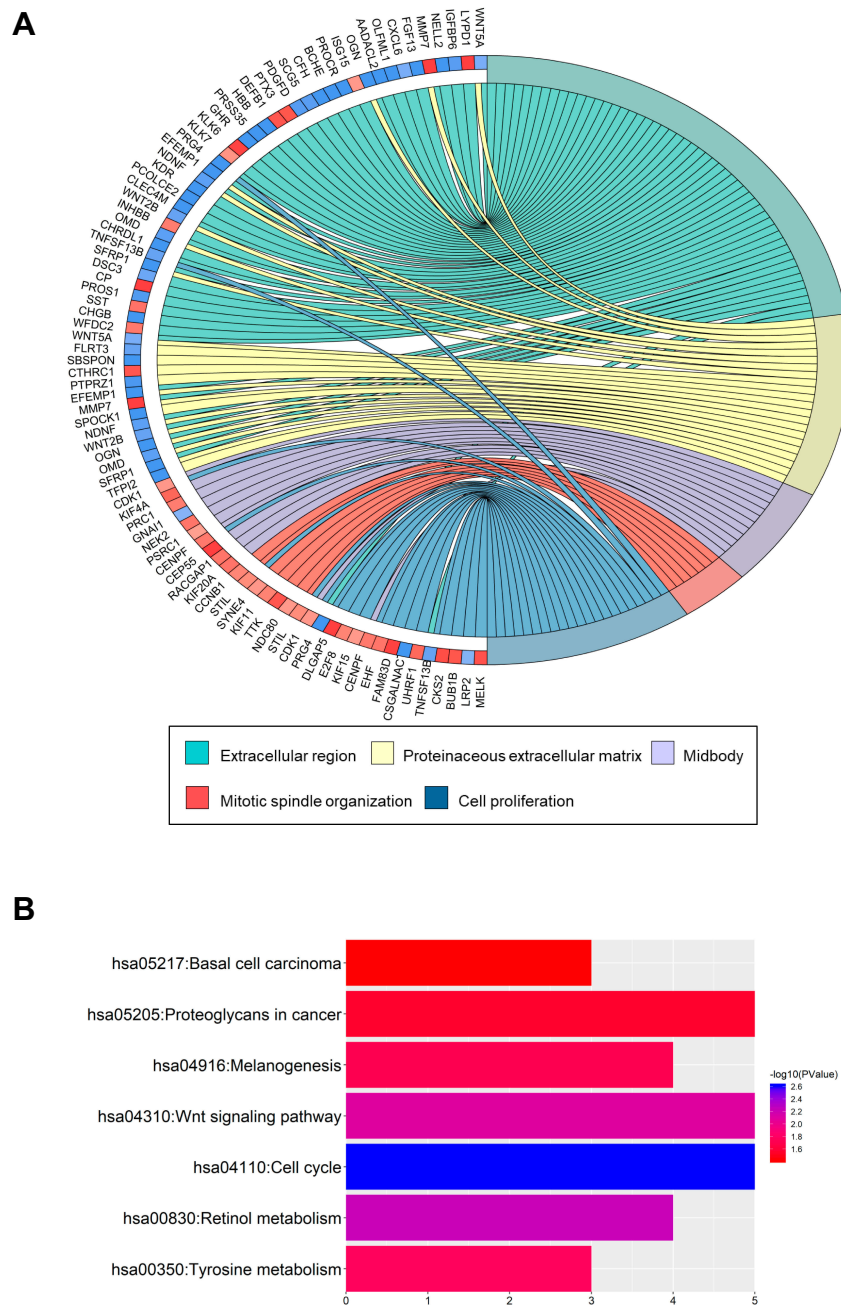 A
WNT5A
LYPD1
IGFBP6
NELL2
MMP7
FGF13
CXCL6
OLFML1
AADACL2
OGN
ISG15
PROCR
BCHE
CFH
SCG5
PDGFD
PTX3
DEFB1
HBB
PRSS35
GHR
KLK6
KLK7
PRG4
EFEMP1
NDNF
KDR
PCOLCE2
CLEC4M
WNT2B
INHBB
OMD
CHRDL1
TNFSF13B
SFRP1
DSC3
CP
PROS1
SST
CHGB
WFDC2
WNT5A
FLRT3
SBSPON
CTHRC1
PTPRZ1
EFEMP1
MMP7
SPOCK1
NDNF
WNT2B
OGN
OMD
SFRP1
TFPI2
CDK1
KIF4A
PRC1
GNAI1
NEK2
PSRC1
CENPF
CEP55
RACGAP1
KIF20A
CCNB1
STIL
SYNE4
KIF11
TTK
NDC80
STIL
CDK1
PRG4
DLGAP5
E2F8
KIF15
CENPF
EHF
FAM83D
CSGALNAC
UHRF1
TNFSF13B
CKS2
BUB1B
LRP2
MELK
Extracellular region
Proteinaceous extracellular matrix
Midbody
Mitotic spindle organization
Cell proliferation
B
hsa05217:Basal cell carcinoma
hsa05205:Proteoglycans in cancer
hsa04916:Melanogenesis
hsa04310:Wnt signaling pathway
hsa04110:Cell cycle
hsa00830:Retinol metabolism
hsa00350:Tyrosine metabolism
0 1 2 3 4 5
-log10(PValue)
2.6
2.4
2.2
2.0
1.8
1.6